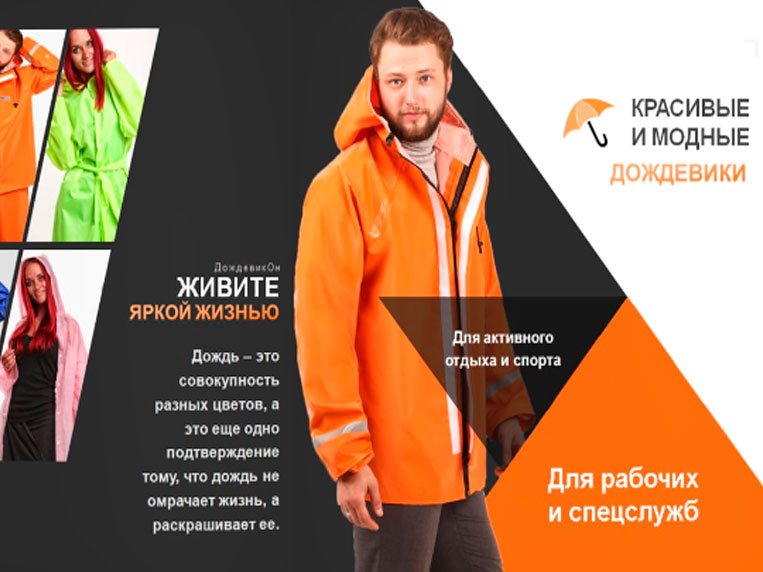 КРАСИВЫЕ
И МОДНЫЕ
ДОЖДЕВИКИ
ДождевикОн
ЖИВИТЕ
ЯРКОЙ ЖИЗНЬЮ
Дождь – это
совокупность
разных цветов, а
это еще одно
подтверждение
тому, что дождь не
омрачает жизнь, а
раскрашивает ее.
Для активного
отдыха и спорта
Для рабочих
и спецслужб